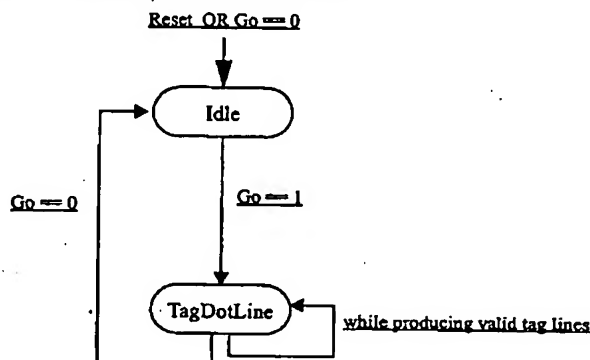 Reset OR Go == 0
Idle
Go == 0
Go == 1
TagDotLine
while producing valid tag lines